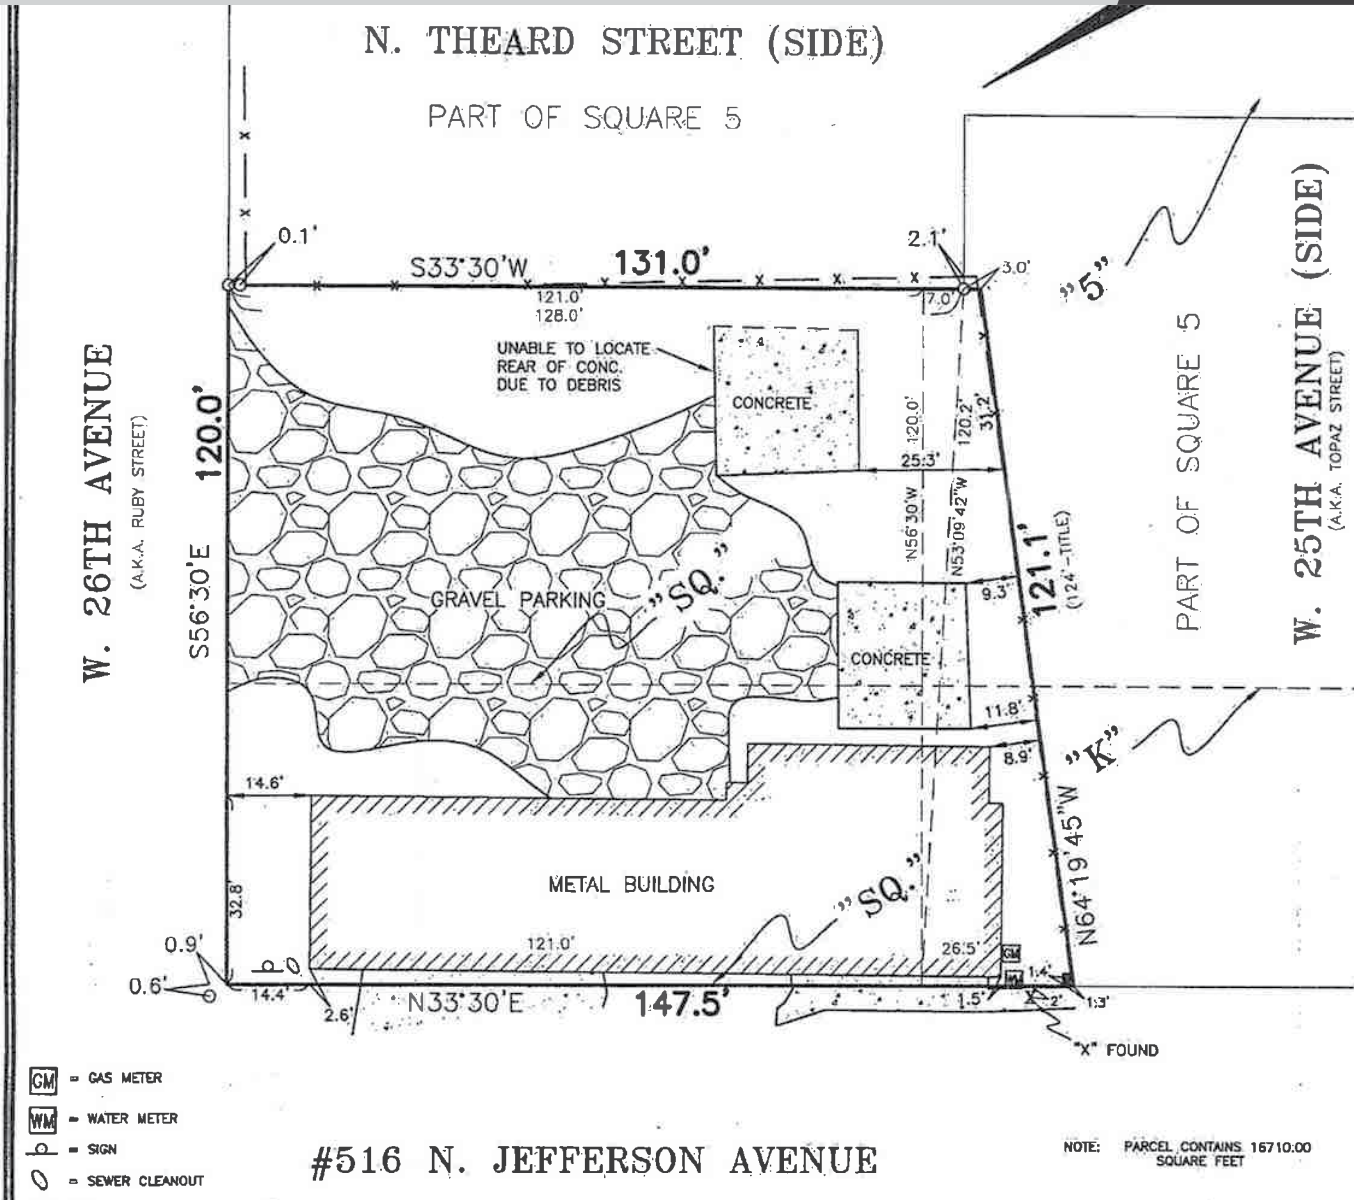 N. THEARD STREET (SIDE)
PART OF SQUARE 5
0.1'
S33°30'W
131.0'
2.1'
3.0'
121.0'
128.0'
7.0'
"5"
UNABLE TO LOCATE
REAR OF CONC.
DUE TO DEBRIS
CONCRETE
W. 26TH AVENUE
(A.K.A. RUBY STREET)
120.0'
S56°30'E
120.0'
N56°30'W
120.2'
N53°09'42"W
31.2'
25.3'
121.1'
(124'-TITLE)
N64°19'45"W
PART OF SQUARE 5
W. 25TH AVENUE (SIDE)
(A.K.A. TOPAZ STREET)
GRAVEL PARKING
"SQ."
9.3'
CONCRETE
11.8'
8.9'
"K"
14.6'
METAL BUILDING
"SQ."
32.8'
121.0'
26.5'
GM
WM
0.9'
0.6'
14.4'
2.6'
N33°30'E
147.5'
1.5'
1.4'
2'
1.3'
"X" FOUND
GM = GAS METER
WM = WATER METER
= SIGN
= SEWER CLEANOUT
#516 N. JEFFERSON AVENUE
NOTE: PARCEL CONTAINS 16710.00
SQUARE FEET